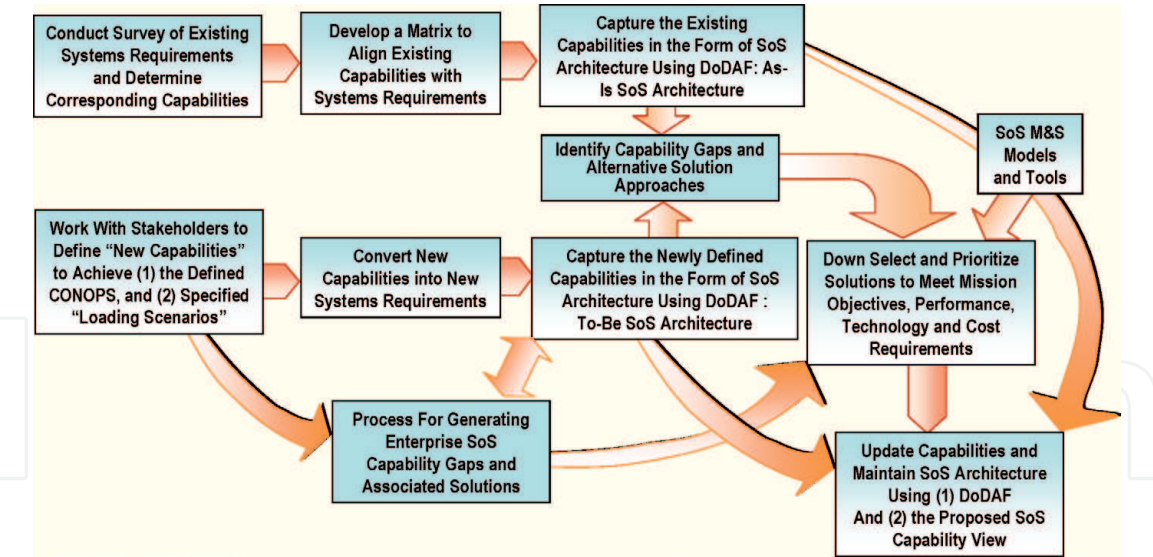 Conduct Survey of Existing
Systems Requirements
and Determine
Corresponding Capabilities
Develop a Matrix to
Align Existing
Capabilities with
Systems Requirements
Capture the Existing
Capabilities in the Form of SoS
Architecture Using DoDAF: As-
Is SoS Architecture
SoS M&S
Models
and Tools
Identify Capability Gaps and
Alternative Solution
Approaches
Work With Stakeholders to
Define “New Capabilities”
to Achieve (1) the Defined
CONOPS, and (2) Specified
“Loading Scenarios”
Convert New
Capabilities into New
Systems Requirements
Capture the Newly Defined
Capabilities in the Form of SoS
Architecture Using DoDAF :
To-Be SoS Architecture
Down Select and Prioritize
Solutions to Meet Mission
Objectives, Performance,
Technology and Cost
Requirements
Process For Generating
Enterprise SoS
Capability Gaps and
Associated Solutions
Update Capabilities and
Maintain SoS Architecture
Using (1) DoDAF
And (2) the Proposed SoS
Capability View